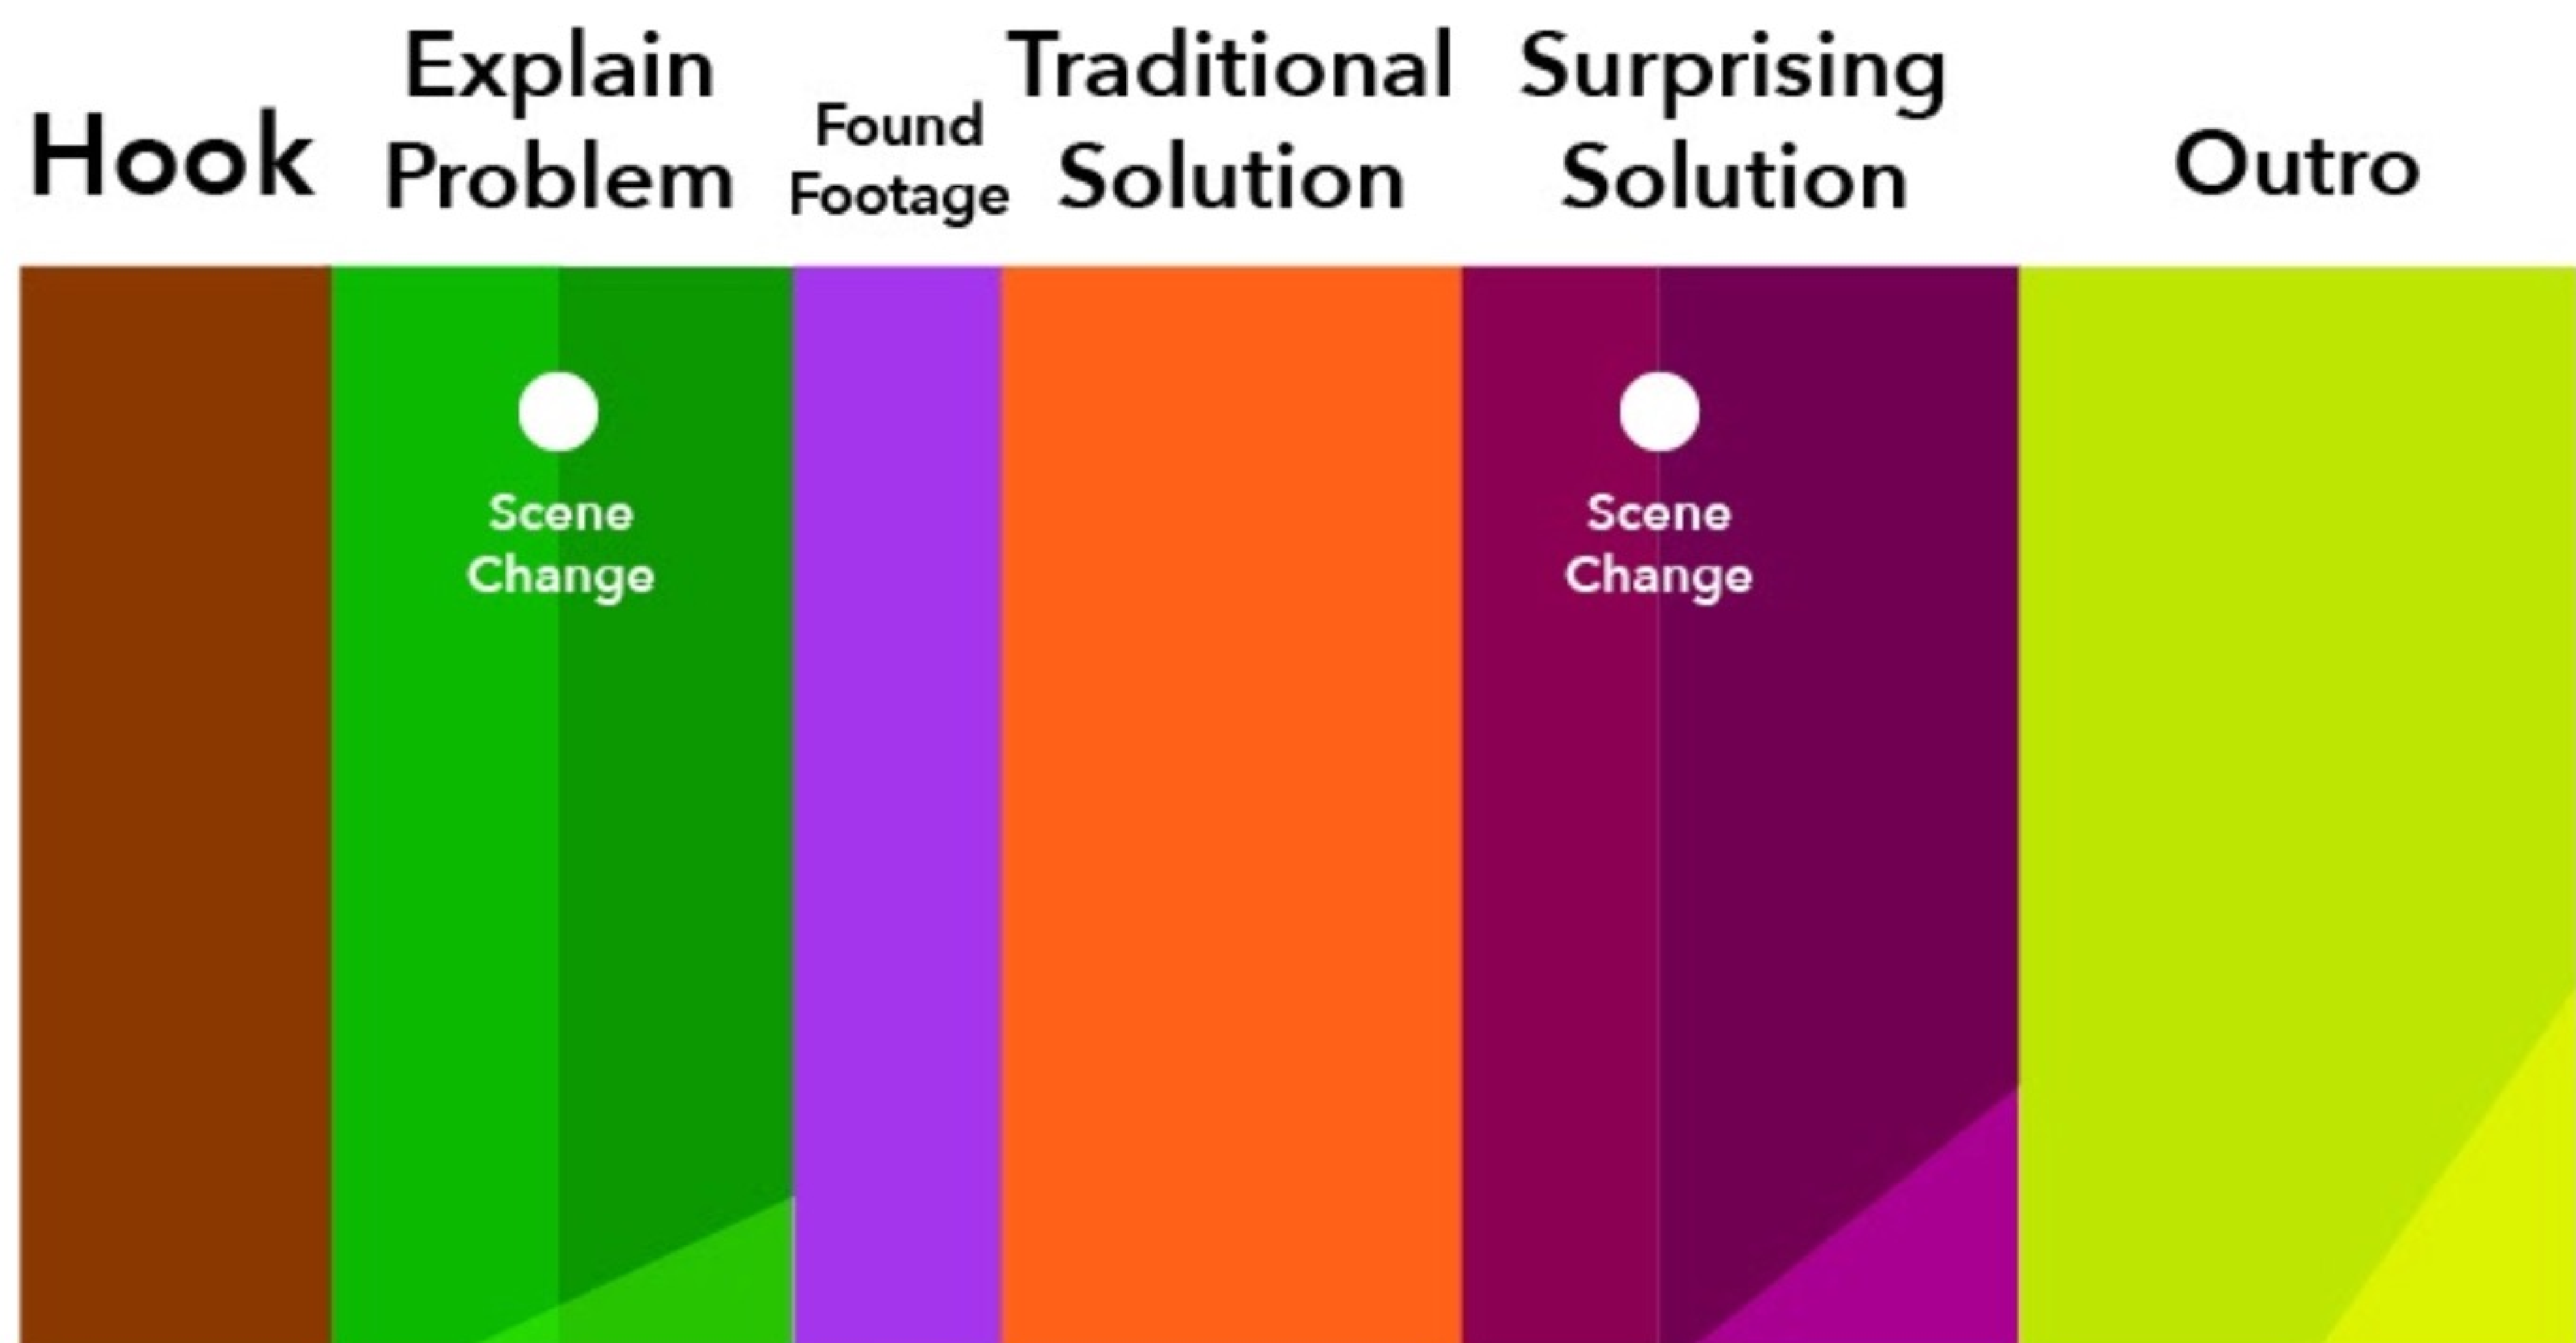 Hook
Explain
Problem
Found
Footage
Traditional
Solution
Surprising
Solution
Outro
Scene
Change
Scene
Change